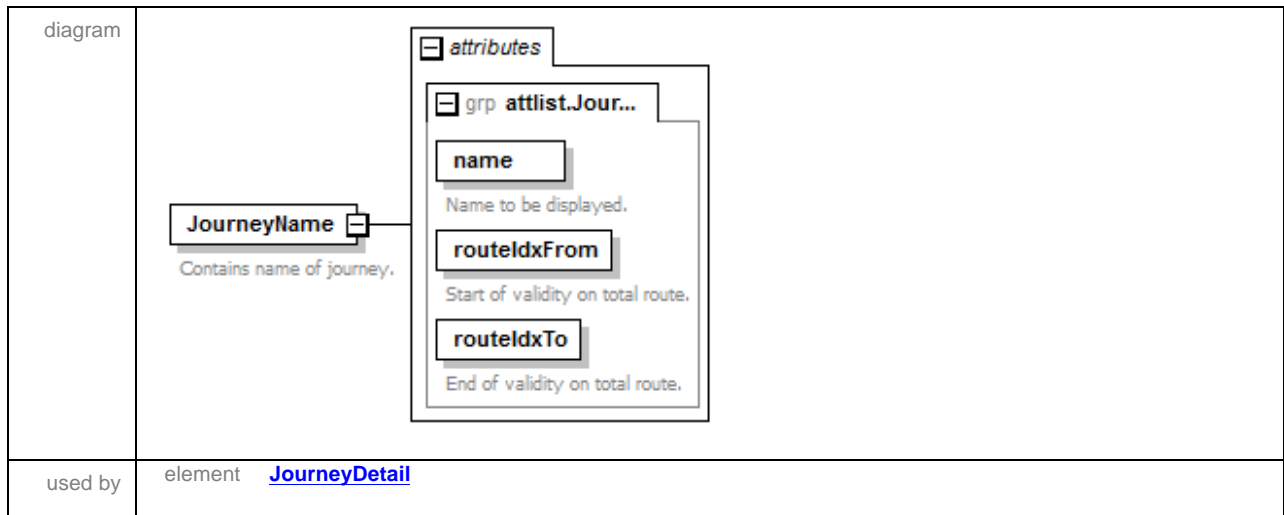 diagram
attributes
grp attlist.Jour...
name
Name to be displayed.
JourneyName
Contains name of journey.
routeIdxFrom
Start of validity on total route.
routeIdxTo
End of validity on total route.
used by
element JourneyDetail